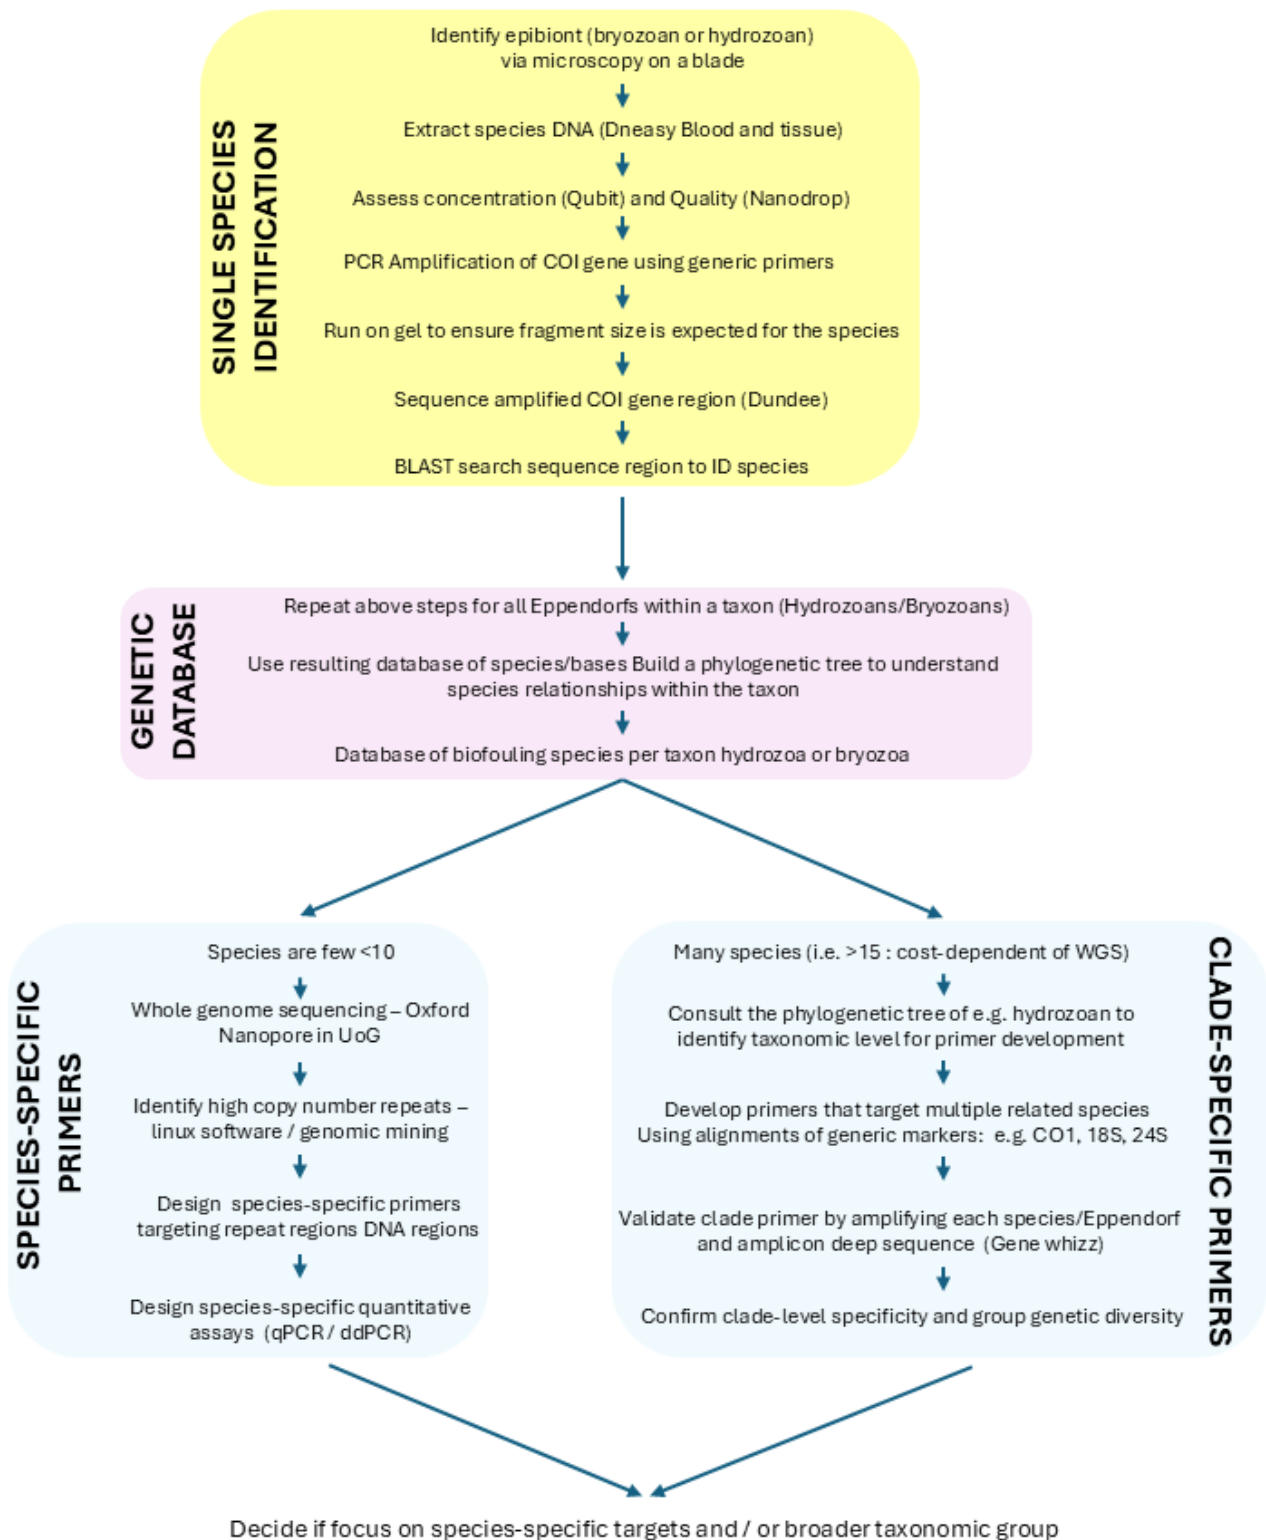 SINGLE SPECIES
IDENTIFICATION
Identify epibiont (bryozoan or hydrozoan)
via microscopy on a blade
Extract species DNA (Dneasy Blood and tissue)
Assess concentration (Qubit) and Quality (Nanodrop)
PCR Amplification of COI gene using generic primers
Run on gel to ensure fragment size is expected for the species
Sequence amplified COI gene region (Dundee)
BLAST search sequence region to ID species
GENETIC
DATABASE
Repeat above steps for all Eppendorfs within a taxon (Hydrozoans/Bryozoans)
Use resulting database of species/bases Build a phylogenetic tree to understand
species relationships within the taxon
Database of biofouling species per taxon hydrozoa or bryozoa
SPECIES-SPECIFIC
PRIMERS
Species are few <10
Whole genome sequencing – Oxford
Nanopore in UoG
Identify high copy number repeats –
linux software / genomic mining
Design species-specific primers
targeting repeat regions DNA regions
Design species-specific quantitative
assays (qPCR / ddPCR)
CLADE-SPECIFIC PRIMERS
Many species (i.e. >15 : cost-dependent of WGS)
Consult the phylogenetic tree of e.g. hydrozoan to
identify taxonomic level for primer development
Develop primers that target multiple related species
Using alignments of generic markers: e.g. CO1, 18S, 24S
Validate clade primer by amplifying each species/Eppendorf
and amplicon deep sequence (Gene whizz)
Confirm clade-level specificity and group genetic diversity
Decide if focus on species-specific targets and / or broader taxonomic group